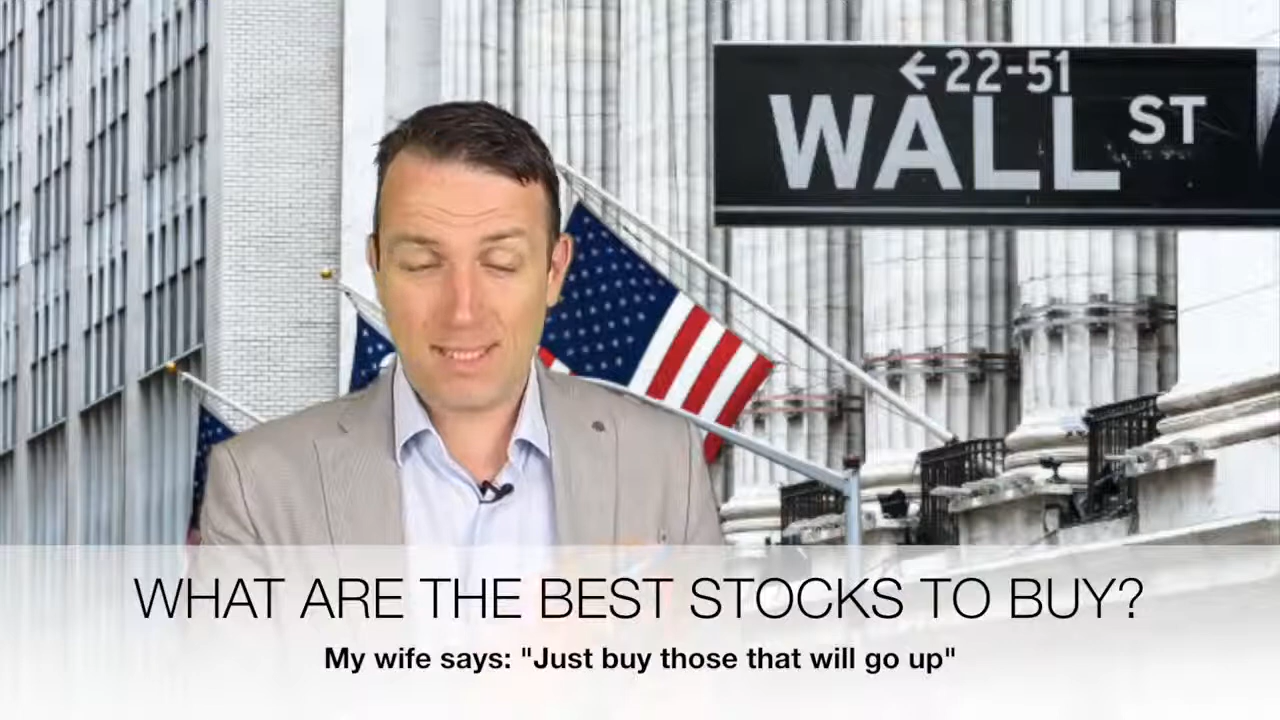 ←22-51
WALL ST
WHAT ARE THE BEST STOCKS TO BUY?
My wife says: "Just buy those that will go up"